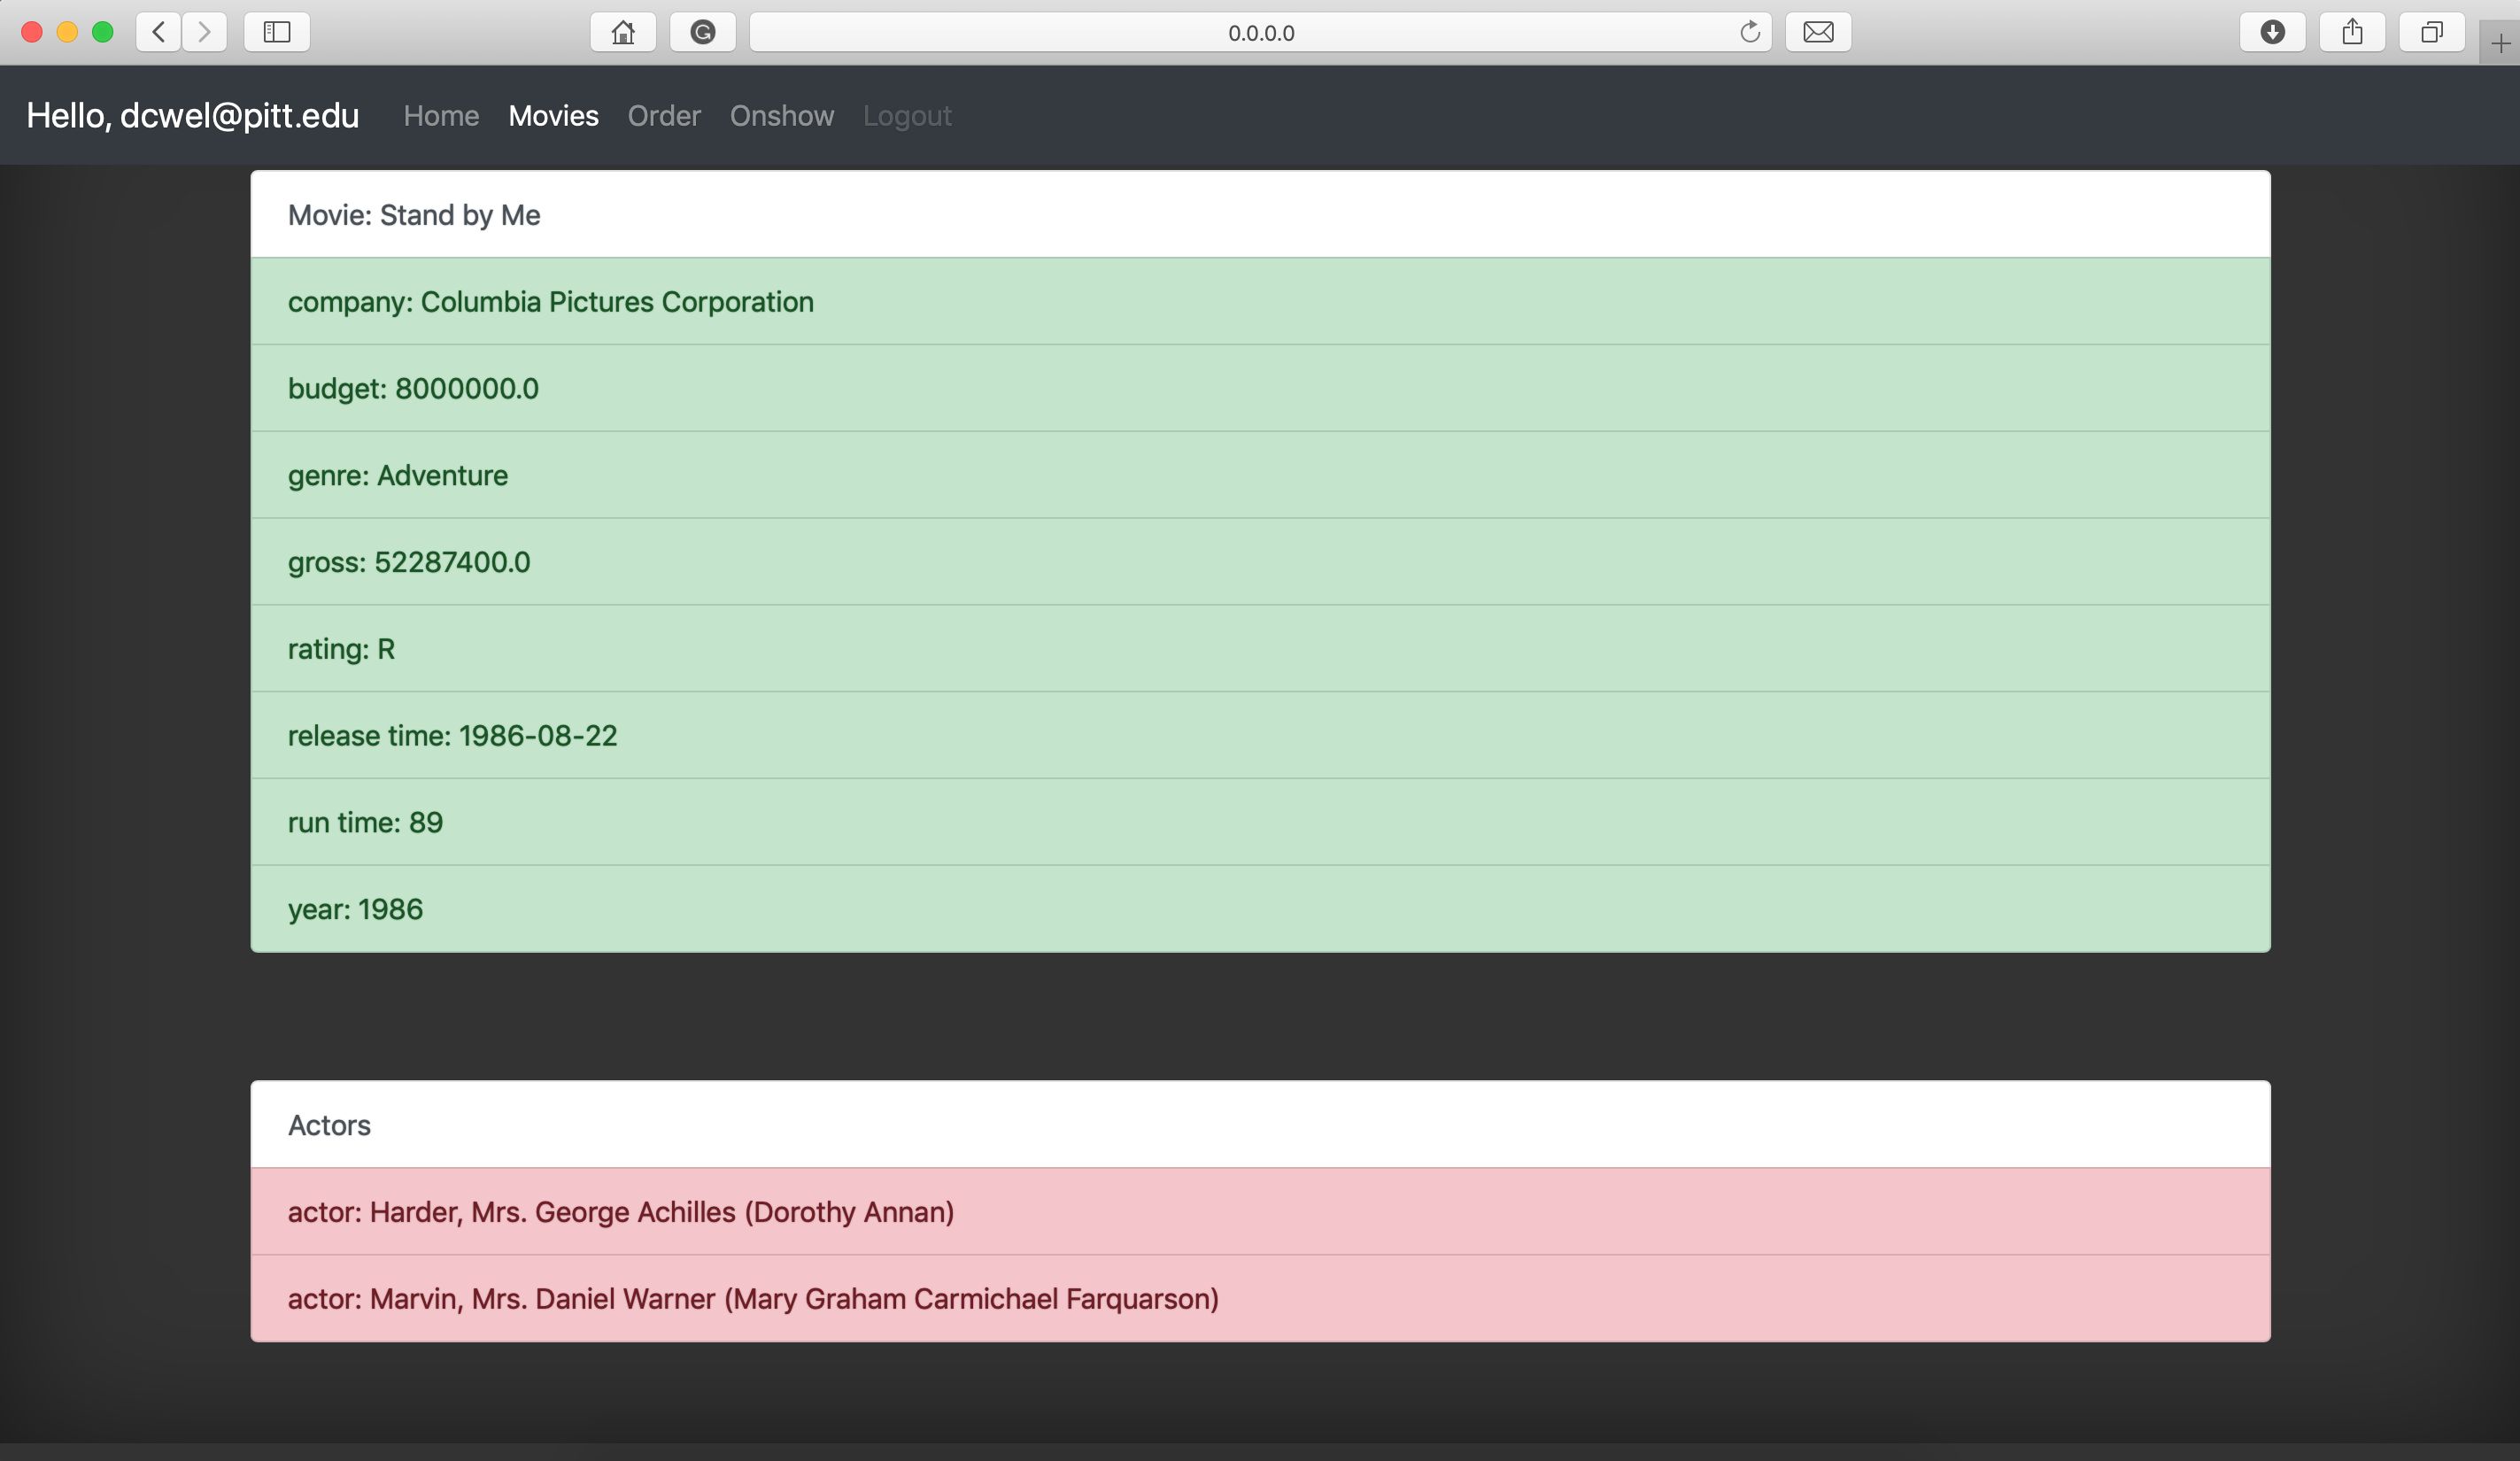 0.0.0.0
Hello, dcwel@pitt.edu Home Movies Order Onshow Logout
Movie: Stand by Me
company: Columbia Pictures Corporation
budget: 8000000.0
genre: Adventure
gross: 52287400.0
rating: R
release time: 1986-08-22
run time: 89
year: 1986
Actors
actor: Harder, Mrs. George Achilles (Dorothy Annan)
actor: Marvin, Mrs. Daniel Warner (Mary Graham Carmichael Farquarson)